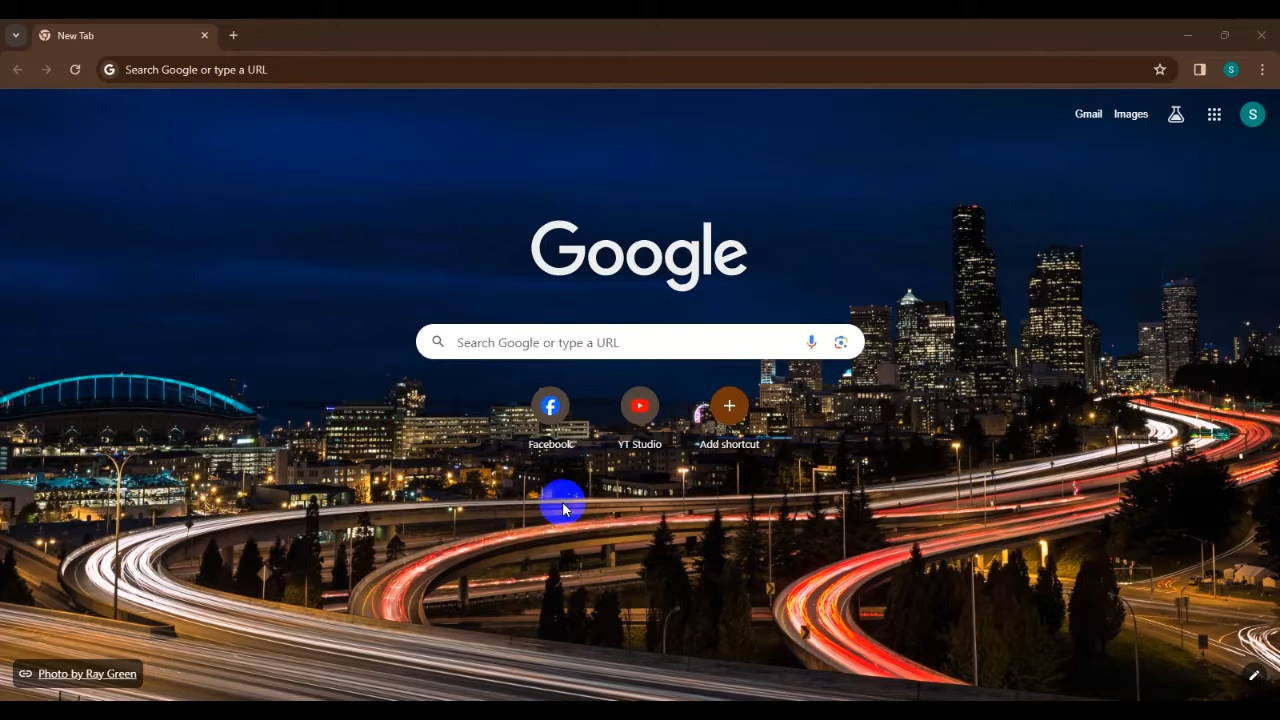 New Tab
Search Google or type a URL
Gmail Images
S
Google
Search Google or type a URL
Facebook YT Studio Add shortcut
Photo by Ray Green